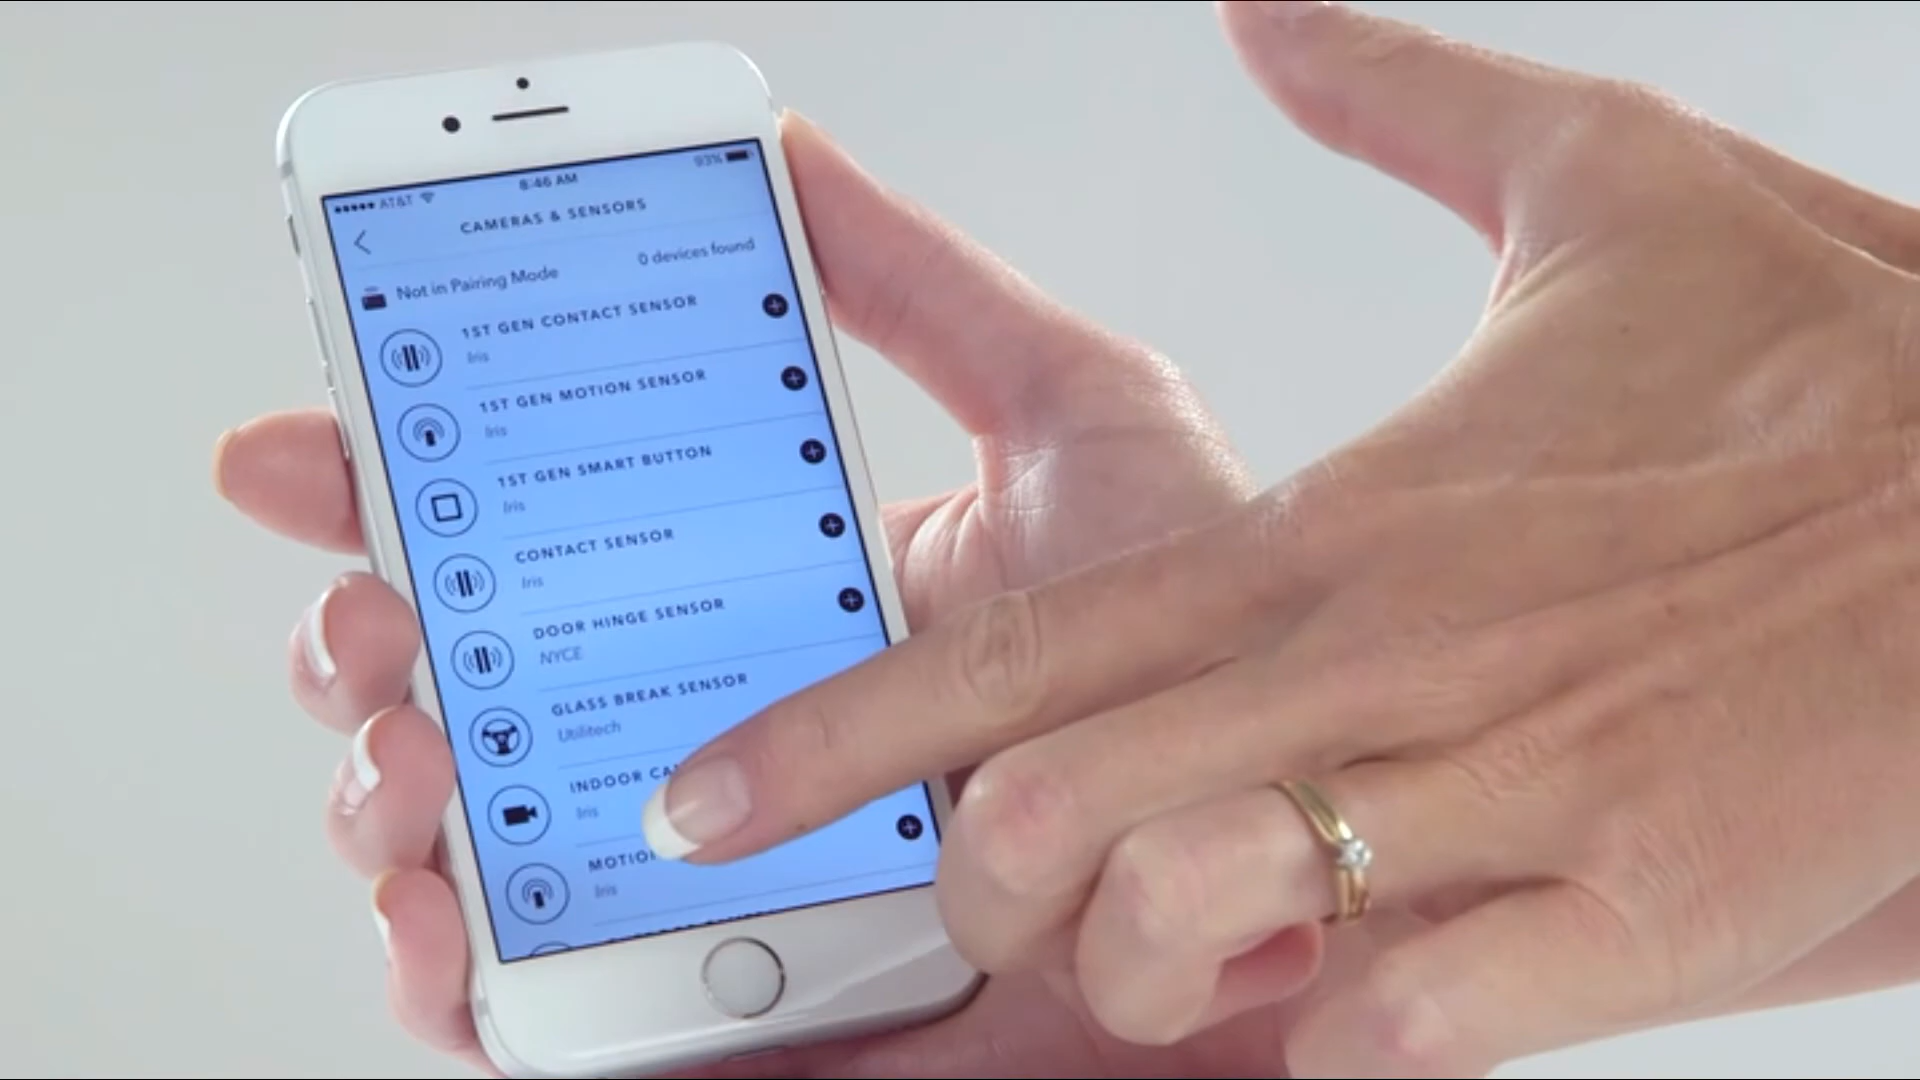 AT&T 8:46 AM 93%
CAMERAS & SENSORS
Not in Pairing Mode 0 devices found
1ST GEN CONTACT SENSOR
Iris
1ST GEN MOTION SENSOR
Iris
1ST GEN SMART BUTTON
Iris
CONTACT SENSOR
Iris
DOOR HINGE SENSOR
NYCE
GLASS BREAK SENSOR
Utilitech
INDOOR
Iris
Iris